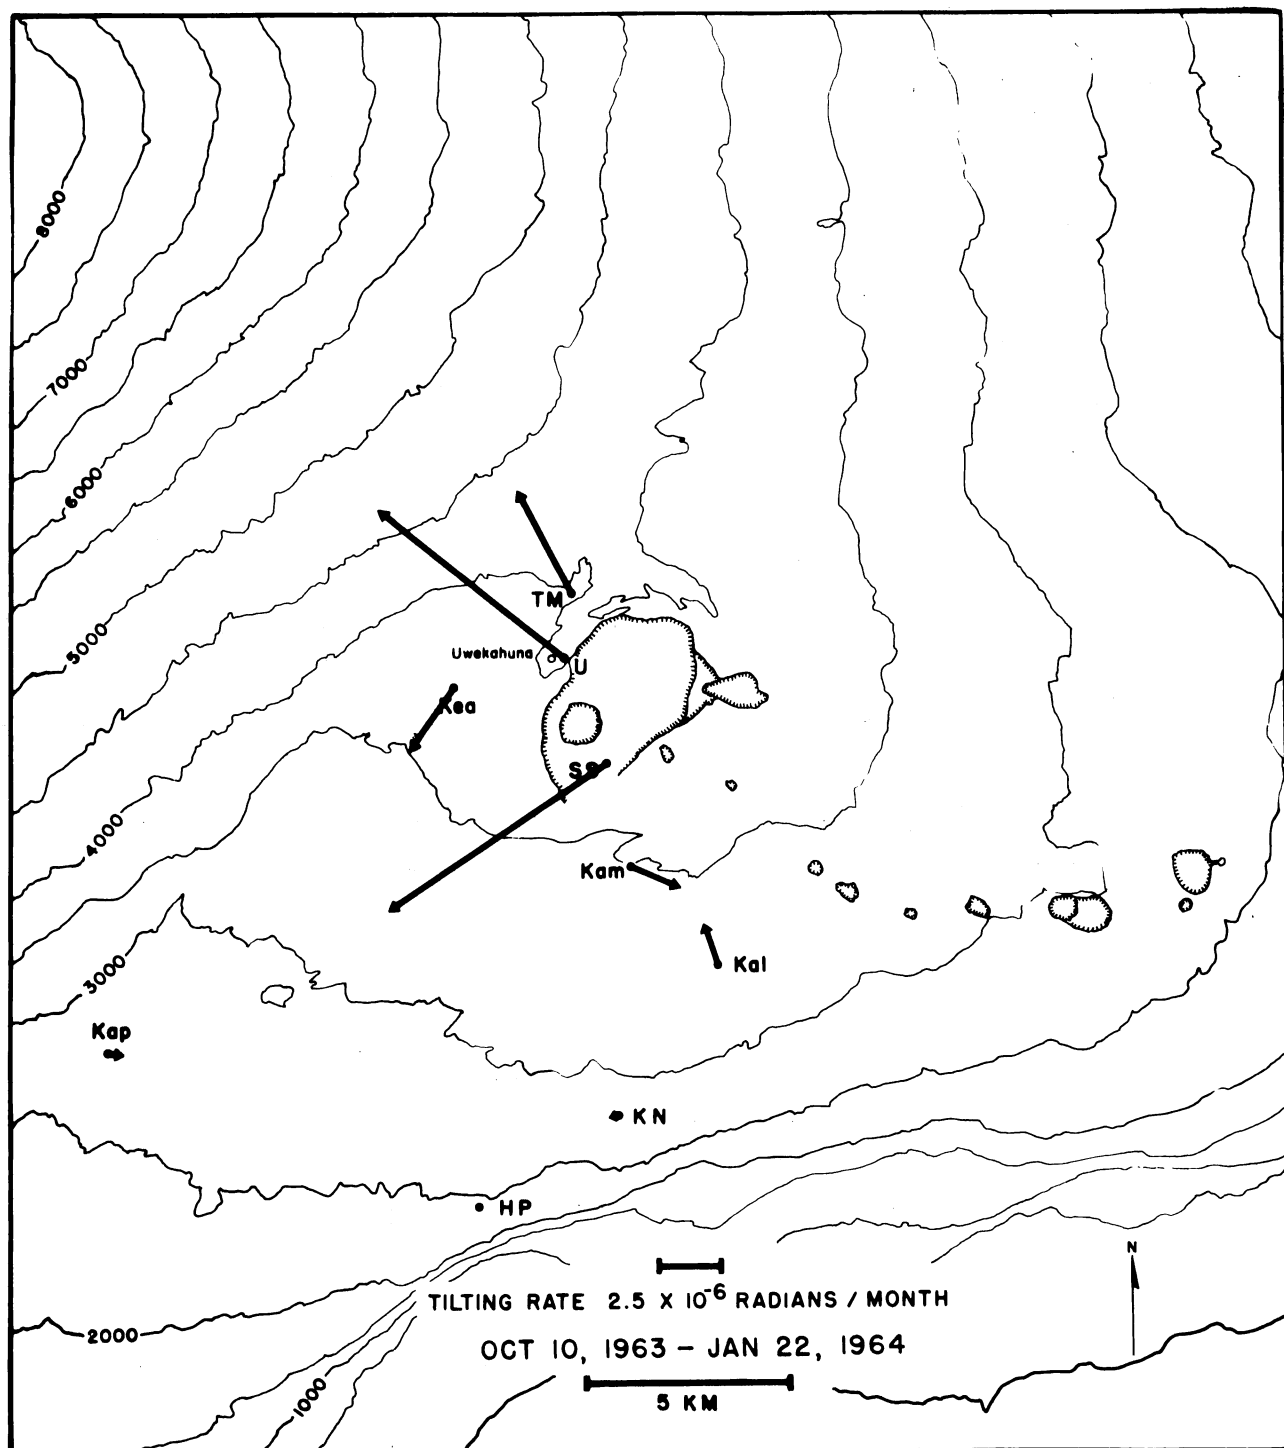 8000
7000
6000
5000
TM
Uwekahuna
U
Kea
SP
4000
Kam
3000
Kal
Kap
KN
HP
N
TILTING RATE 2.5 X 10⁻⁶ RADIANS / MONTH
2000
OCT 10, 1963 – JAN 22, 1964
1000
5 KM